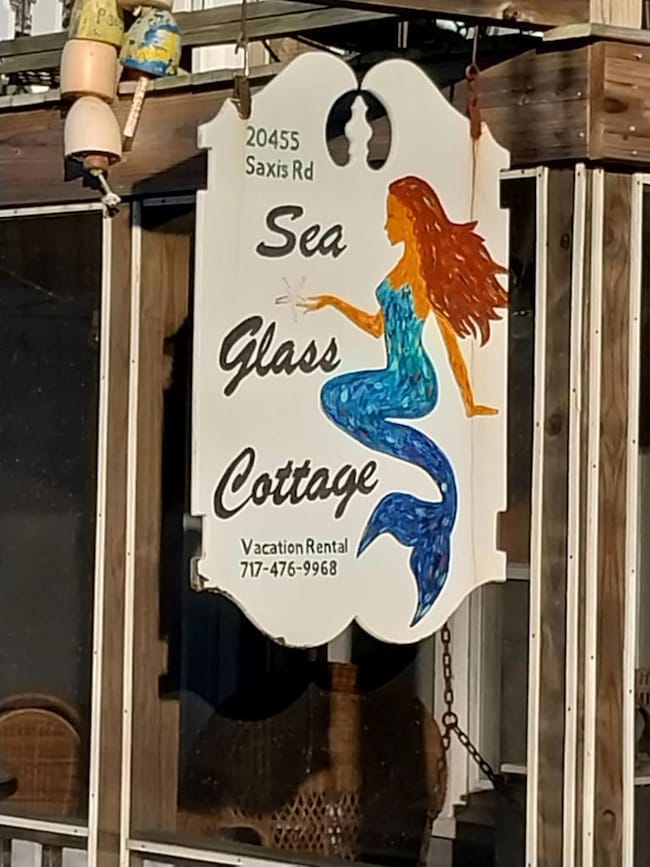 20455
Saxis Rd
Sea
Glass
Cottage
Vacation Rental
717-476-9968